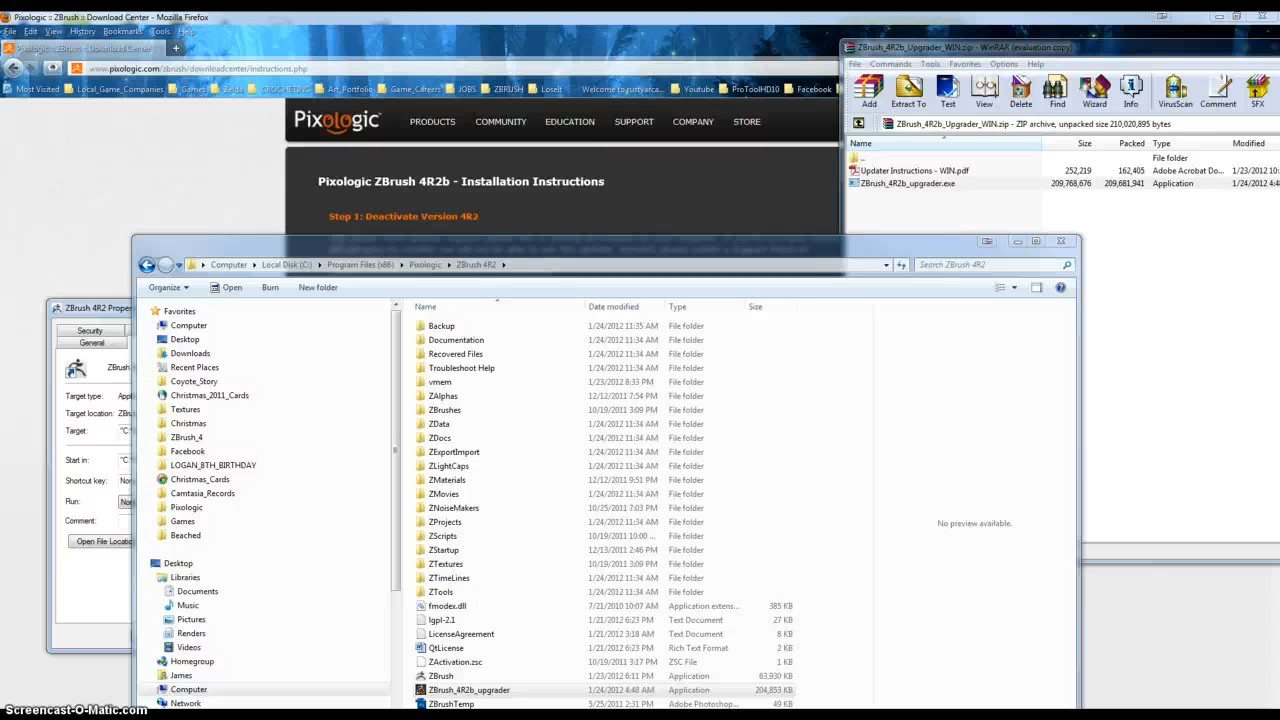 Pixologic :: ZBrush :: Download Center - Mozilla Firefox
File Edit View History Bookmarks Tools Help
Pixologic :: ZBrush :: Download Center
www.pixologic.com/zbrush/downloadcenter/instructions.php
Most Visited Local_Game_Companies Games Zelda CROCHETING Art_Portfolio Game_Careers JOBS ZBRUSH LoseIt Welcome to rustyarca... Youtube ProToolHD10 Facebook
Pixologic PRODUCTS COMMUNITY EDUCATION SUPPORT COMPANY STORE
Pixologic ZBrush 4R2b - Installation Instructions
Step 1: Deactivate Version 4R2
ZBrush_4R2b_Upgrader_WIN.zip - WinRAR (evaluation copy)
File Commands Tools Favorites Options Help
Add Extract To Test View Delete Find Wizard Info VirusScan Comment SFX
ZBrush_4R2b_Upgrader_WIN.zip - ZIP archive, unpacked size 210,020,895 bytes
Name Size Packed Type Modified
.. File folder
Updater Instructions - WIN.pdf 252,219 162,405 Adobe Acrobat Do... 1/23/2012 10:
ZBrush_4R2b_upgrader.exe 209,768,676 209,681,941 Application 1/24/2012 4:4
ZBrush 4R2 Proper
Security
General
ZBrush
Target type: Appl
Target location: ZBru
Target: "C:\
Start in: "C:\
Shortcut key: Non
Run: Nor
Comment:
Open File Locatio
Computer Local Disk (C:) Program Files (x86) Pixologic ZBrush 4R2
Search ZBrush 4R2
Organize Open Burn New folder
Favorites
Computer
Desktop
Downloads
Recent Places
Coyote_Story
Christmas_2011_Cards
Textures
Christmas
ZBrush_4
Facebook
LOGAN_8TH_BIRTHDAY
Christmas_Cards
Camtasia_Records
Pixologic
Games
Beached
Desktop
Libraries
Documents
Music
Pictures
Renders
Videos
Homegroup
James
Computer
Network
Name Date modified Type Size
Backup 1/24/2012 11:35 AM File folder
Documentation 1/24/2012 11:34 AM File folder
Recovered Files 1/24/2012 11:34 AM File folder
Troubleshoot Help 1/24/2012 11:34 AM File folder
vmem 1/23/2012 8:33 PM File folder
ZAlphas 12/12/2011 7:54 PM File folder
ZBrushes 10/19/2011 3:09 PM File folder
ZData 1/24/2012 11:34 AM File folder
ZDocs 1/24/2012 11:34 AM File folder
ZExportImport 1/24/2012 11:34 AM File folder
ZLightCaps 1/24/2012 11:34 AM File folder
ZMaterials 12/12/2011 9:51 PM File folder
ZMovies 1/24/2012 11:34 AM File folder
ZNoiseMakers 10/25/2011 7:03 PM File folder
ZProjects 1/24/2012 11:34 AM File folder
ZScripts 10/19/2011 10:00 ... File folder
ZStartup 12/13/2011 2:46 PM File folder
ZTextures 10/19/2011 3:09 PM File folder
ZTimeLines 1/24/2012 11:34 AM File folder
ZTools 1/24/2012 11:34 AM File folder
fmodex.dll 7/21/2010 10:07 AM Application extens... 385 KB
lgpl-2.1 1/21/2012 6:23 PM Text Document 27 KB
LicenseAgreement 1/21/2012 3:18 AM Text Document 8 KB
QtLicense 1/21/2012 6:23 PM Rich Text Format 2 KB
ZActivation.zsc 10/19/2011 3:17 PM ZSC File 1 KB
ZBrush 1/23/2012 6:11 PM Application 63,930 KB
ZBrush_4R2b_upgrader 1/24/2012 4:48 AM Application 204,853 KB
ZBrushTemp 5/25/2011 2:31 PM Adobe Photoshop... 49 KB
No preview available.
Screencast-O-Matic.com